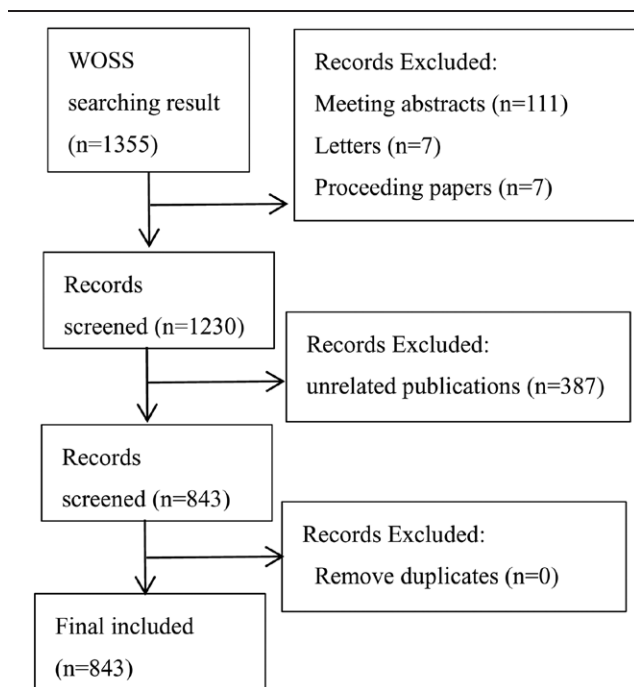 WOSS
searching result
(n=1355)
Records Excluded:
Meeting abstracts (n=111)
Letters (n=7)
Proceeding papers (n=7)
Records
screened (n=1230)
Records Excluded:
unrelated publications (n=387)
Records
screened (n=843)
Records Excluded:
Remove duplicates (n=0)
Final included
(n=843)